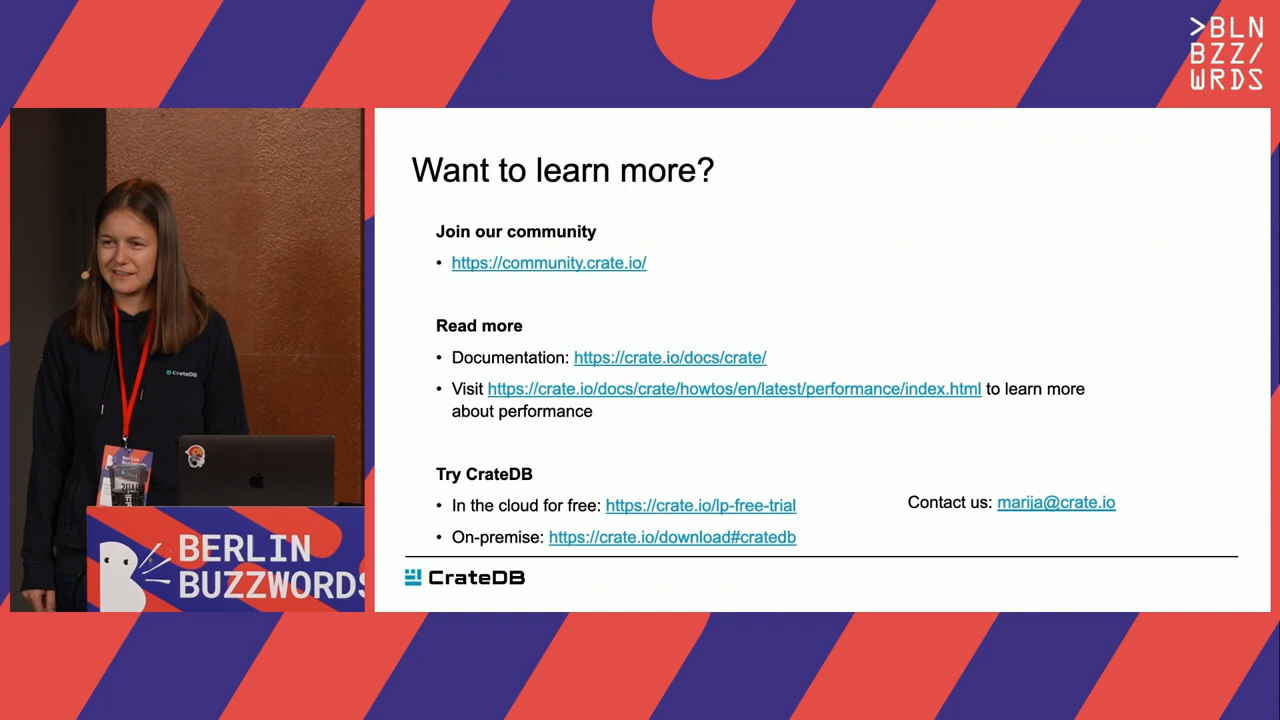 >BLN
BZZ/
WRDS
Want to learn more?
Join our community
• https://community.crate.io/
Read more
• Documentation: https://crate.io/docs/crate/
• Visit https://crate.io/docs/crate/howtos/en/latest/performance/index.html to learn more
about performance
Try CrateDB
• In the cloud for free: https://crate.io/lp-free-trial
• On-premise: https://crate.io/download#cratedb
Contact us: marija@crate.io
CrateDB
CrateDB
Berlin
Buzzwords
BERLIN
BUZZWORDS